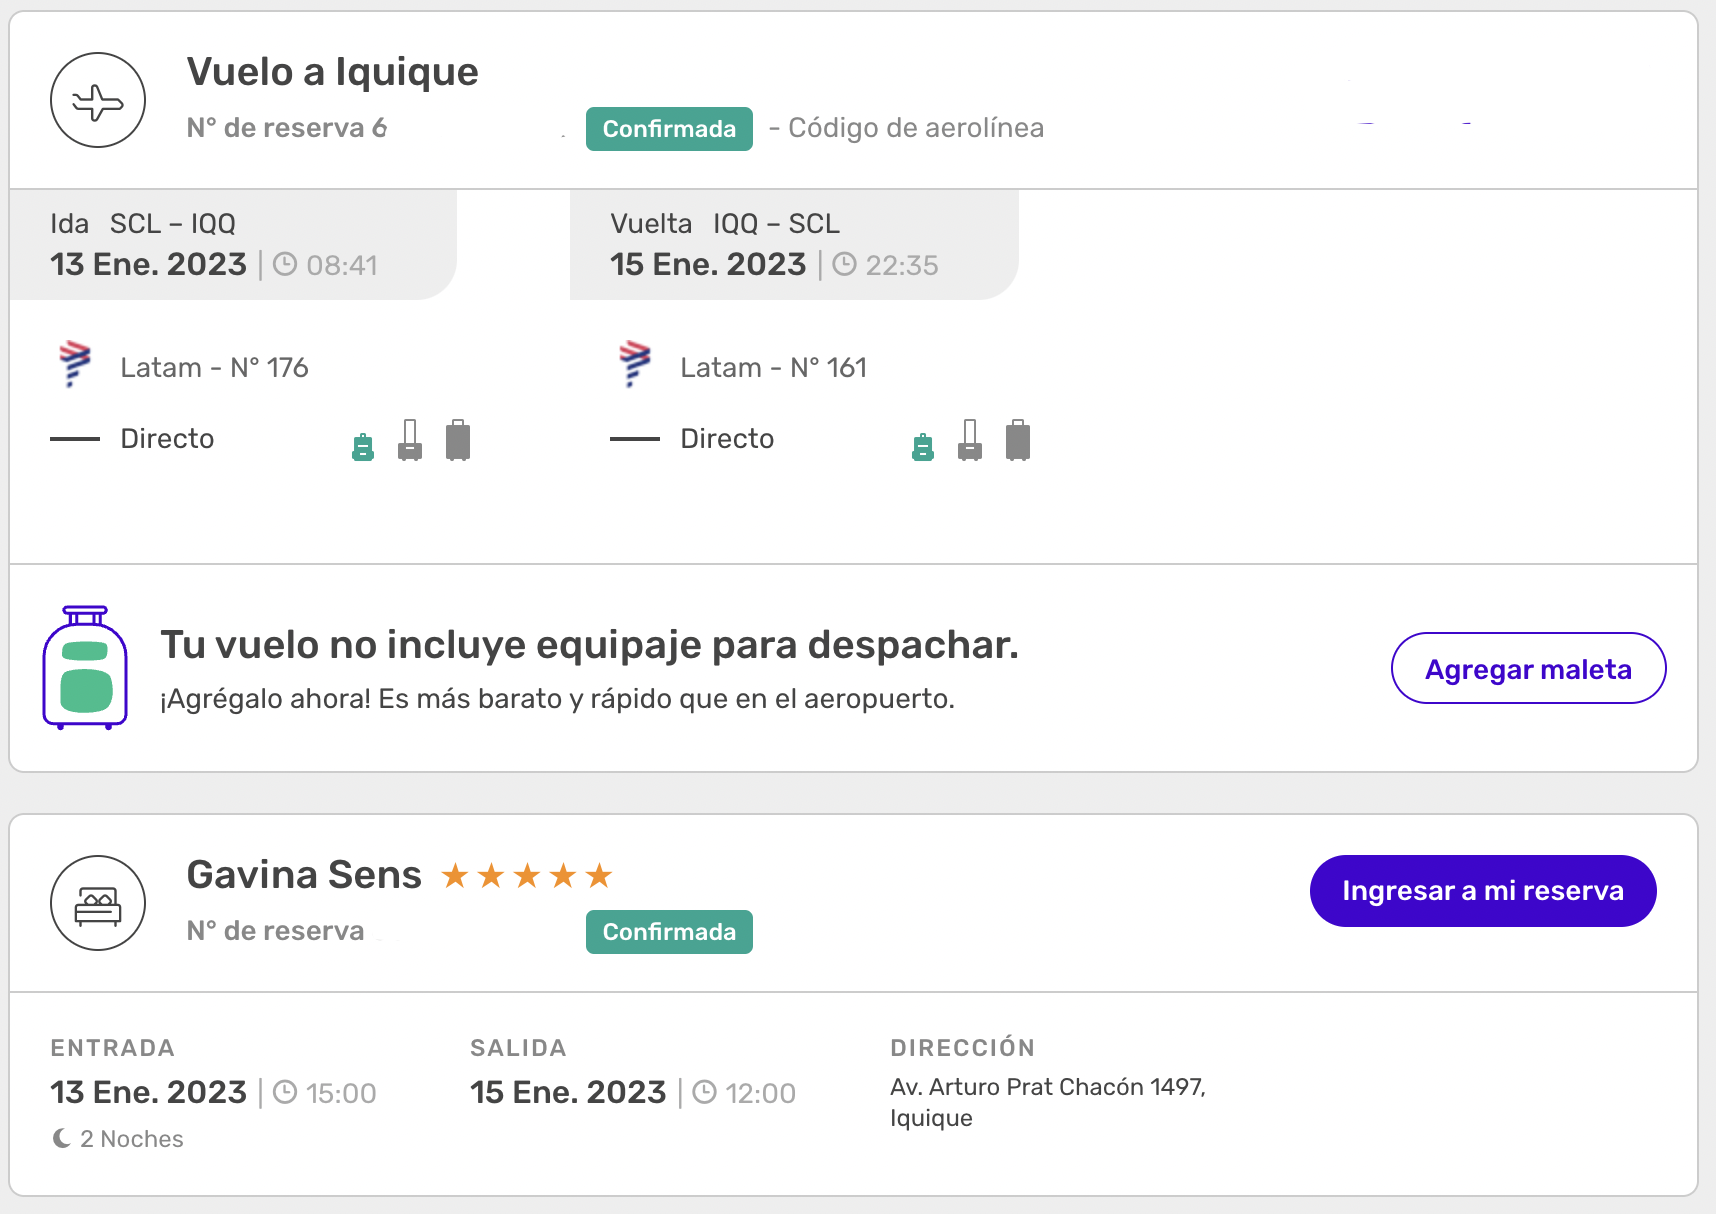 Vuelo a Iquique
N° de reserva 6 Confirmada - Código de aerolínea
Ida SCL – IQQ
13 Ene. 2023 | 08:41
Vuelta IQQ – SCL
15 Ene. 2023 | 22:35
Latam - N° 176
Directo
Latam - N° 161
Directo
Tu vuelo no incluye equipaje para despachar.
¡Agrégalo ahora! Es más barato y rápido que en el aeropuerto.
Agregar maleta
Gavina Sens
N° de reserva Confirmada
Ingresar a mi reserva
ENTRADA
13 Ene. 2023 | 15:00
2 Noches
SALIDA
15 Ene. 2023 | 12:00
DIRECCIÓN
Av. Arturo Prat Chacón 1497,
Iquique